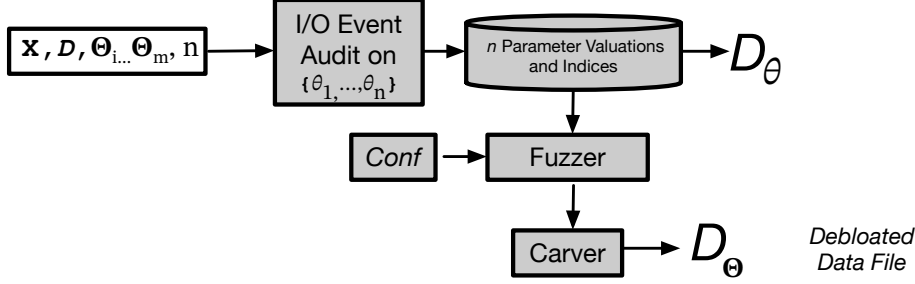 X, D, Θi...Θm, n
I/O Event
Audit on
{θ1,...,θn}
n Parameter Valuations
and Indices
Dθ
Conf
Fuzzer
Carver
DΘ
Debloated
Data File